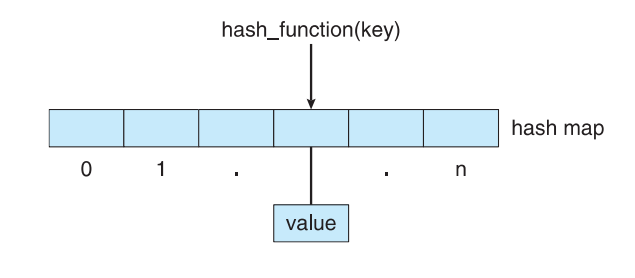 hash_function(key)
hash map
0 1 . . n
value